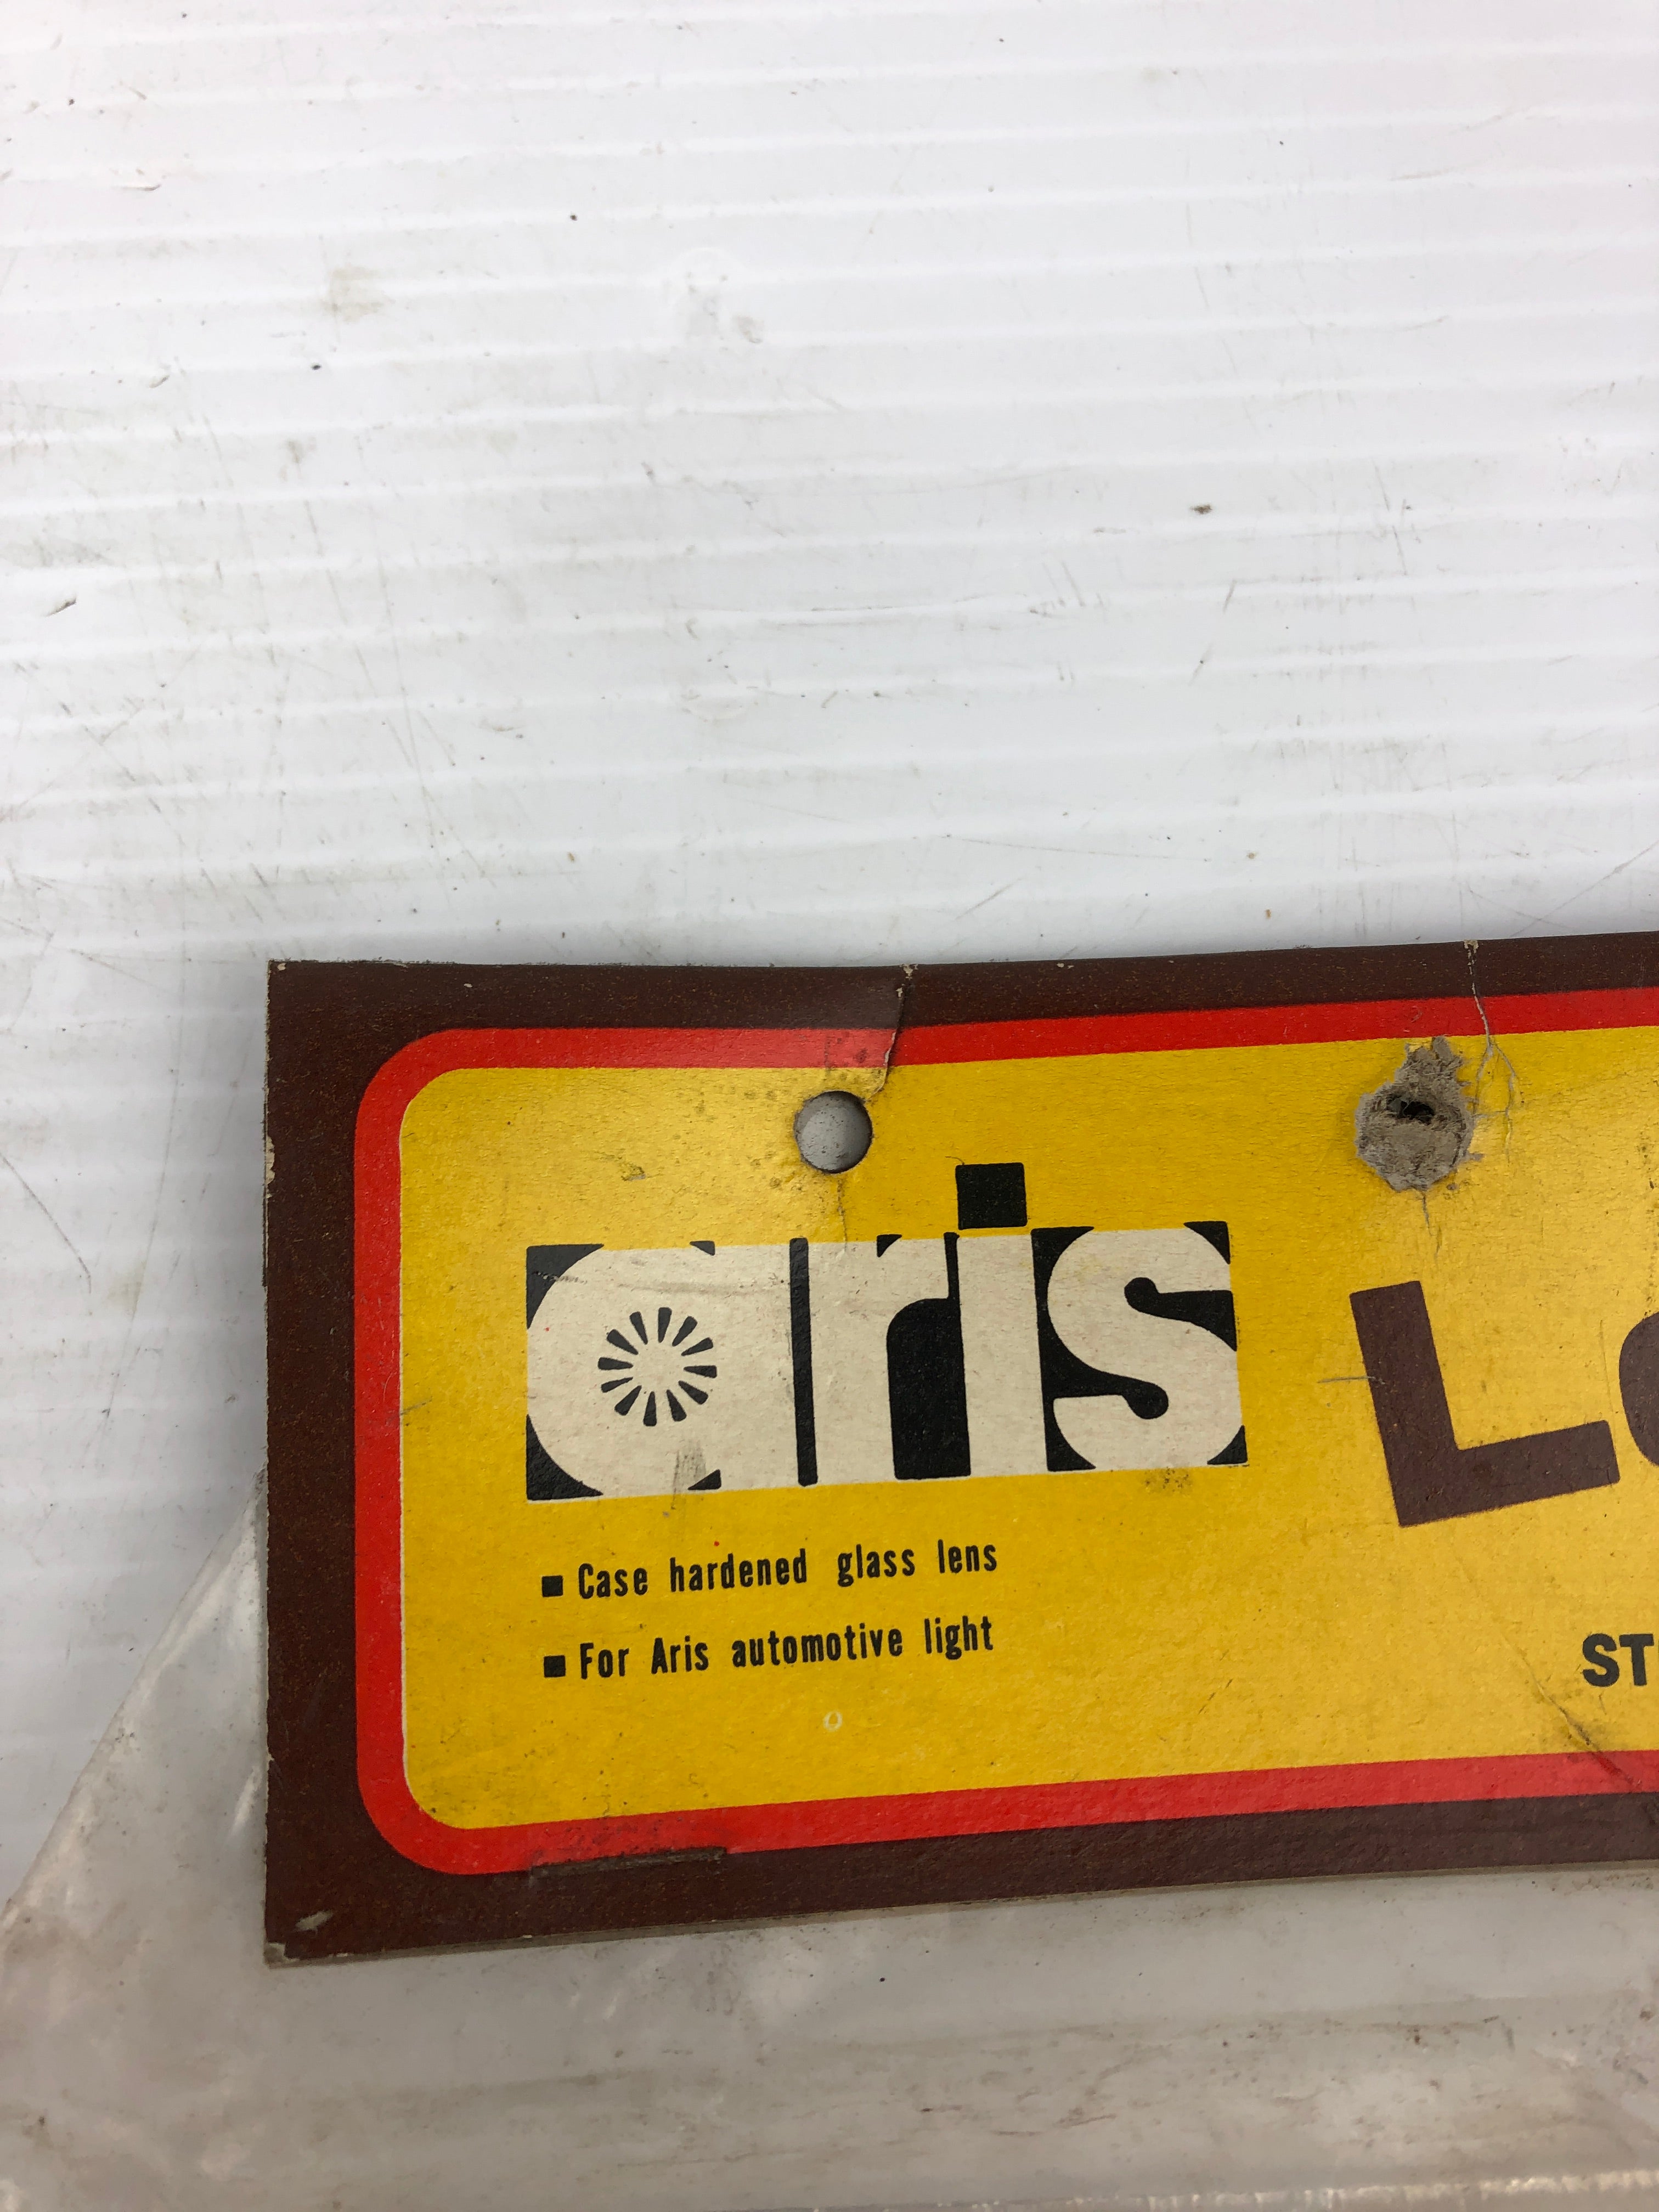 aris
■ Case hardened glass lens
■ For Aris automotive light